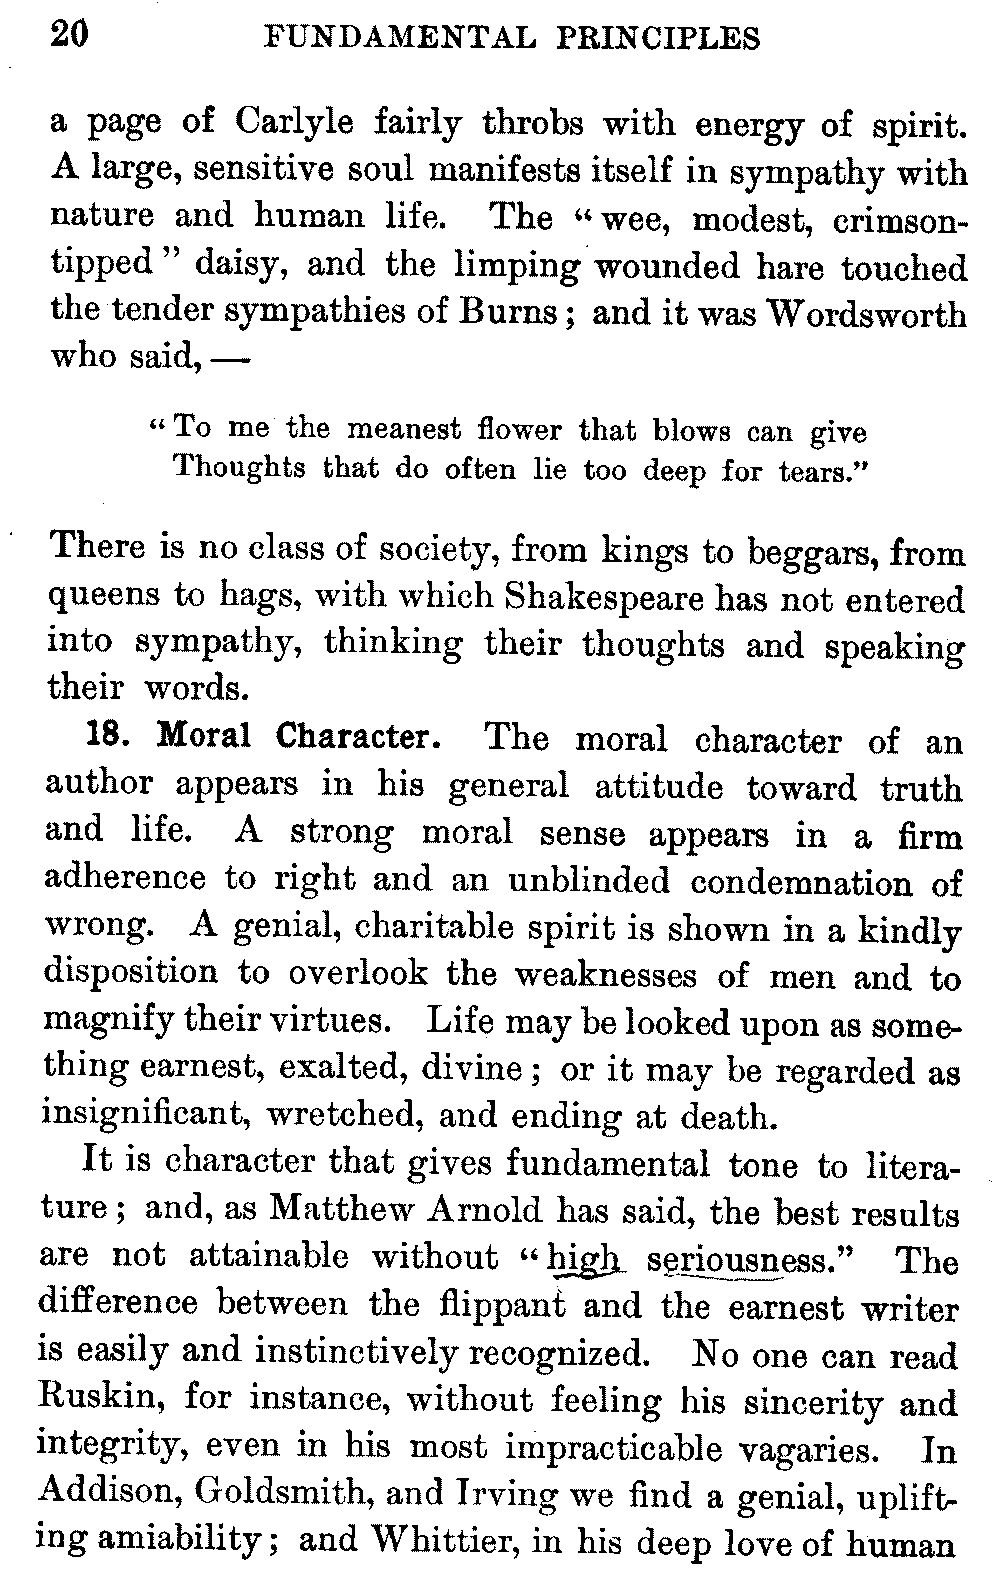 20 FUNDAMENTAL PRINCIPLES
a page of Carlyle fairly throbs with energy of spirit.
A large, sensitive soul manifests itself in sympathy with
nature and human life. The “ wee, modest, crimson-
tipped ” daisy, and the limping wounded hare touched
the tender sympathies of Burns ; and it was Wordsworth
who said, —
“ To me the meanest flower that blows can give
Thoughts that do often lie too deep for tears.”
There is no class of society, from kings to beggars, from
queens to hags, with which Shakespeare has not entered
into sympathy, thinking their thoughts and speaking
their words.
18. Moral Character. The moral character of an
author appears in his general attitude toward truth
and life. A strong moral sense appears in a firm
adherence to right and an unblinded condemnation of
wrong. A genial, charitable spirit is shown in a kindly
disposition to overlook the weaknesses of men and to
magnify their virtues. Life may be looked upon as some-
thing earnest, exalted, divine ; or it may be regarded as
insignificant, wretched, and ending at death.
It is character that gives fundamental tone to litera-
ture ; and, as Matthew Arnold has said, the best results
are not attainable without “ high seriousness.” The
difference between the flippant and the earnest writer
is easily and instinctively recognized. No one can read
Ruskin, for instance, without feeling his sincerity and
integrity, even in his most impracticable vagaries. In
Addison, Goldsmith, and Irving we find a genial, uplift-
ing amiability ; and Whittier, in his deep love of human